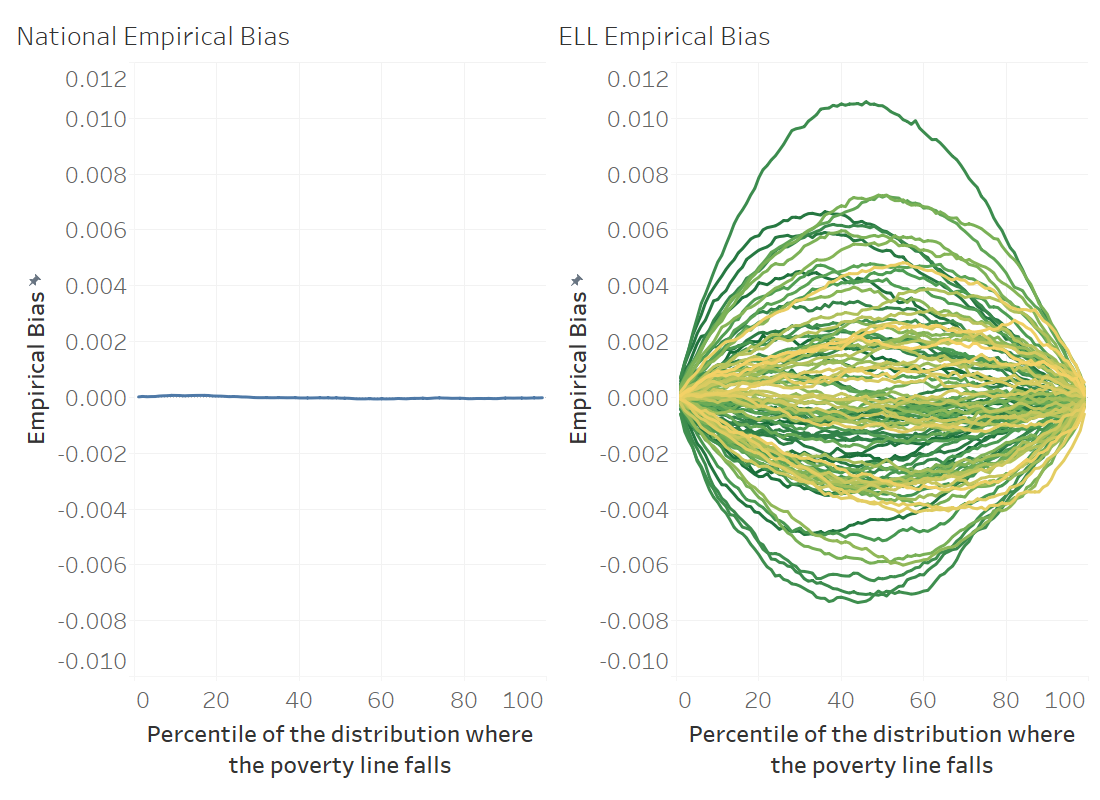 National Empirical Bias
0.012
0.010
0.008
0.006
0.004
0.002
0.000
-0.002
-0.004
-0.006
-0.008
-0.010
Empirical Bias
0 20 40 60 80 100
Percentile of the distribution where
the poverty line falls
ELL Empirical Bias
0.012
0.010
0.008
0.006
0.004
0.002
0.000
-0.002
-0.004
-0.006
-0.008
-0.010
Empirical Bias
0 20 40 60 80 100
Percentile of the distribution where
the poverty line falls